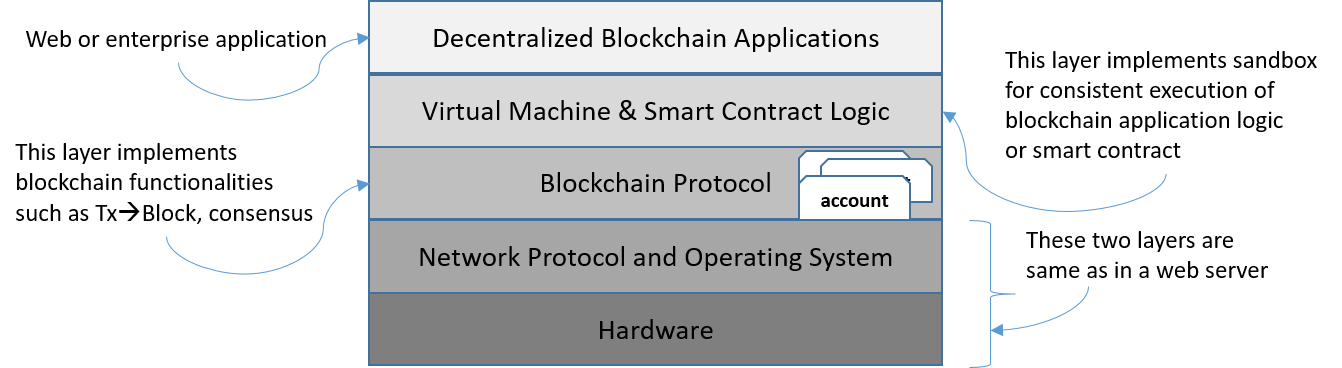 Web or enterprise application
Decentralized Blockchain Applications
This layer implements sandbox
for consistent execution of
blockchain application logic
or smart contract
Virtual Machine & Smart Contract Logic
This layer implements
blockchain functionalities
such as Tx→Block, consensus
Blockchain Protocol
account
Network Protocol and Operating System
These two layers are
same as in a web server
Hardware